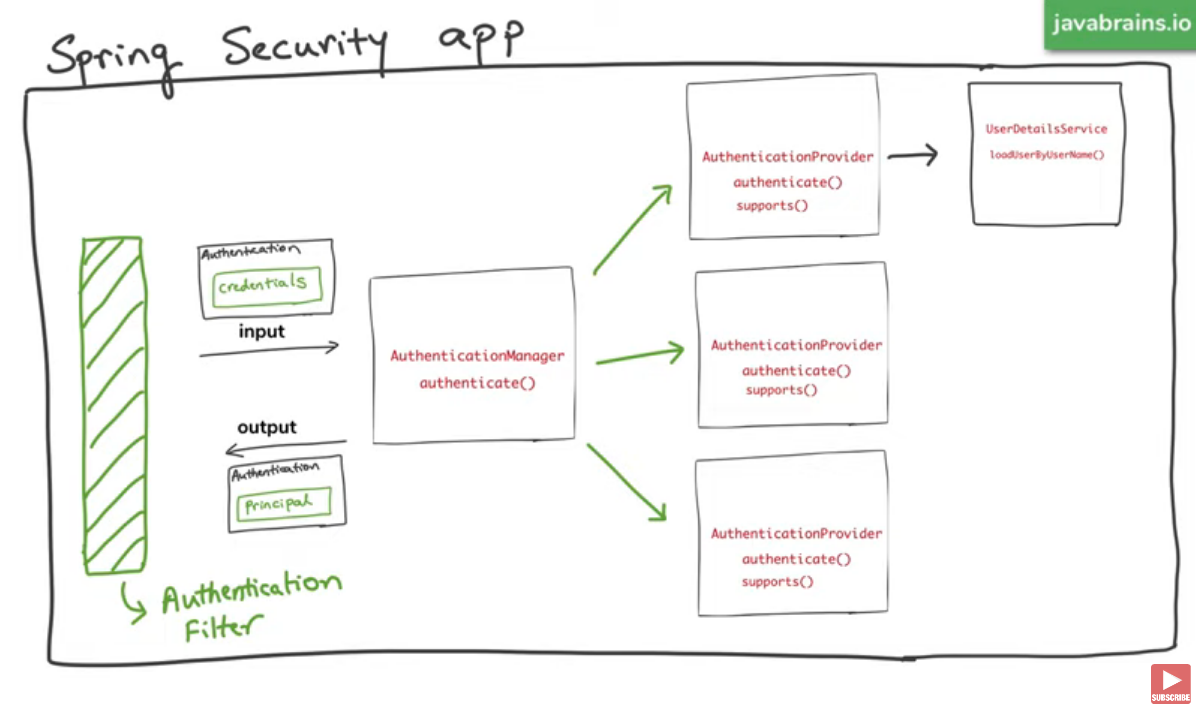 Spring Security app
javabrains.io
Authentication
credentials
input
AuthenticationManager
authenticate()
output
Authentication
Principal
Authentication
Filter
AuthenticationProvider
authenticate()
supports()
UserDetailsService
loadUserByUserName()
AuthenticationProvider
authenticate()
supports()
AuthenticationProvider
authenticate()
supports()
SUBSCRIBE